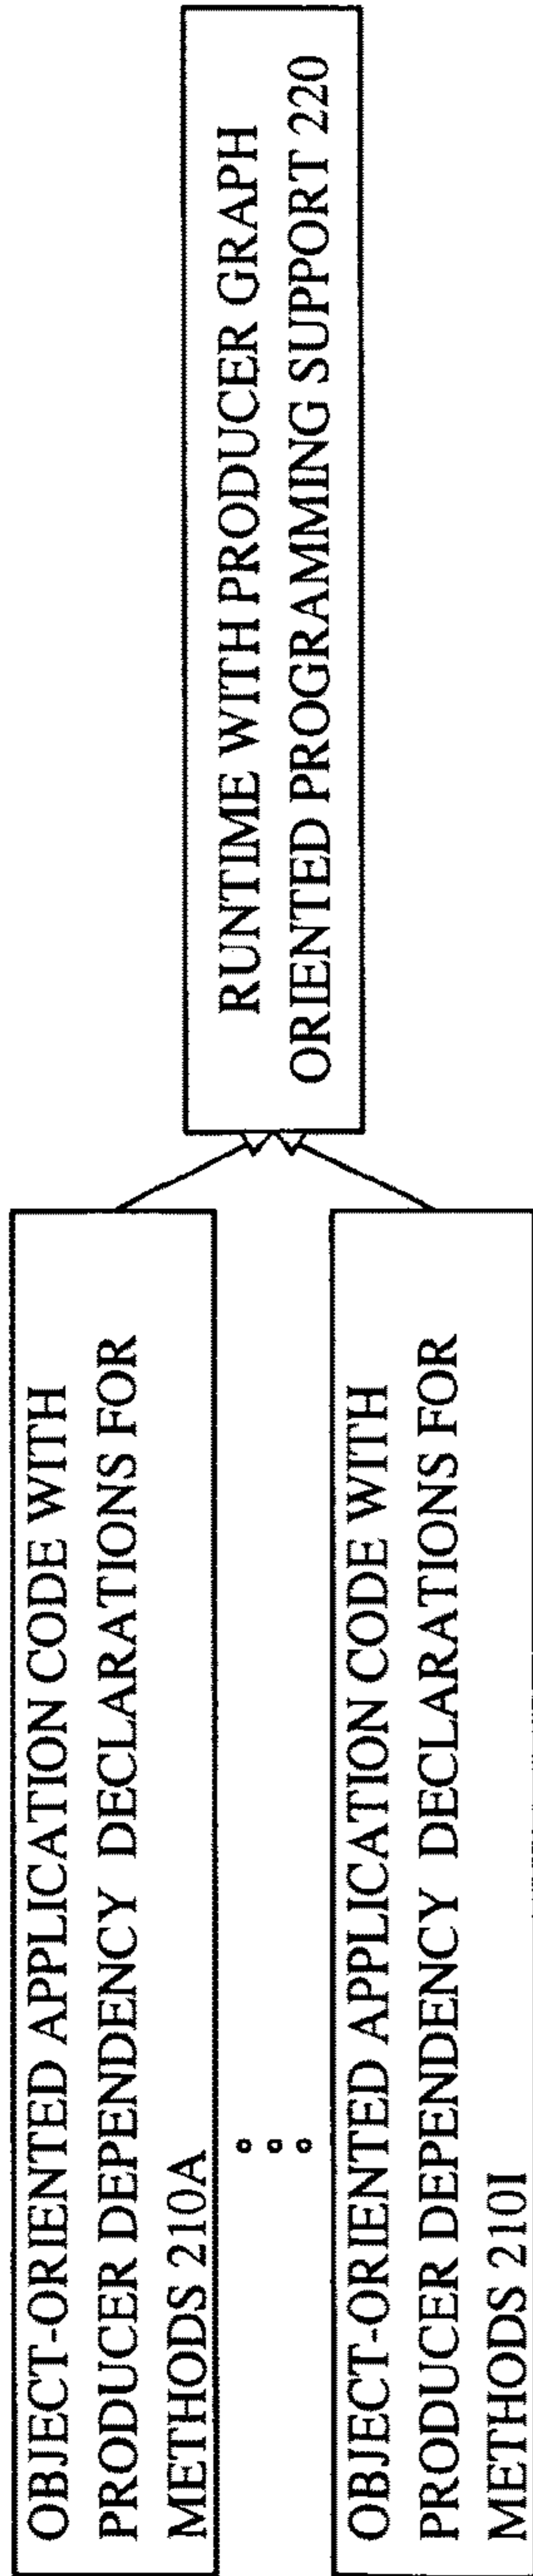 OBJECT-ORIENTED APPLICATION CODE WITH
PRODUCER DEPENDENCY DECLARATIONS FOR
METHODS 210A
OBJECT-ORIENTED APPLICATION CODE WITH
PRODUCER DEPENDENCY DECLARATIONS FOR
METHODS 210I
RUNTIME WITH PRODUCER GRAPH
ORIENTED PROGRAMMING SUPPORT 220